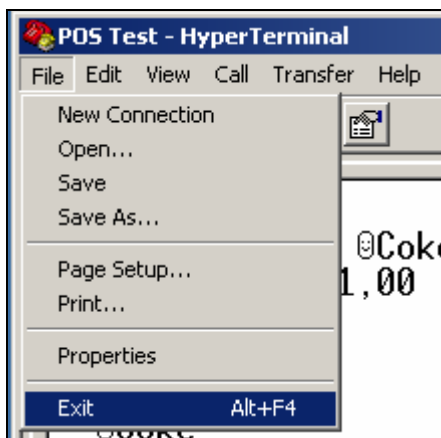 POS Test - HyperTerminal
File Edit View Call Transfer Help
New Connection
Open...
Save
Save As...
Page Setup...
Print...
Properties
Exit Alt+F4
1,00